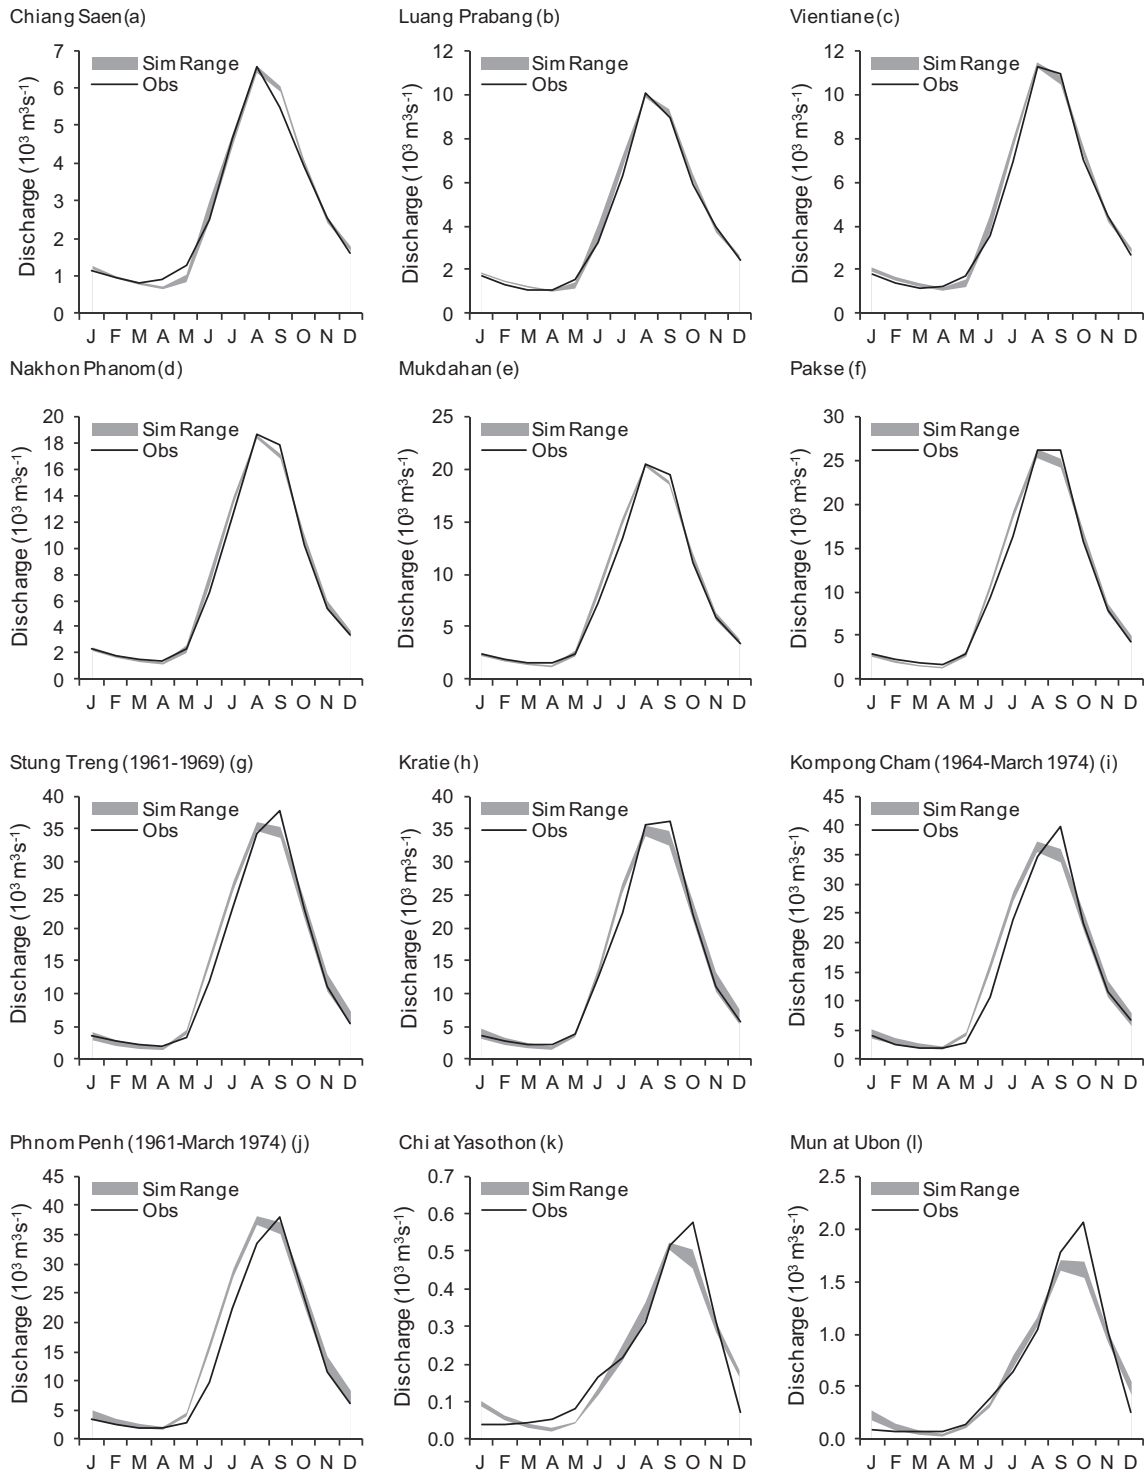 Chiang Saen (a)
7
6
5
4
3
2
1
0
Discharge (10³ m³s⁻¹)
Sim Range
Obs
J F M A M J J A S O N D
Luang Prabang (b)
12
10
8
6
4
2
0
Discharge (10³ m³s⁻¹)
Sim Range
Obs
J F M A M J J A S O N D
Vientiane (c)
12
10
8
6
4
2
0
Discharge (10³ m³s⁻¹)
Sim Range
Obs
J F M A M J J A S O N D
Nakhon Phanom (d)
20
18
16
14
12
10
8
6
4
2
0
Discharge (10³ m³s⁻¹)
Sim Range
Obs
J F M A M J J A S O N D
Mukdahan (e)
25
20
15
10
5
0
Discharge (10³ m³s⁻¹)
Sim Range
Obs
J F M A M J J A S O N D
Pakse (f)
30
25
20
15
10
5
0
Discharge (10³ m³s⁻¹)
Sim Range
Obs
J F M A M J J A S O N D
Stung Treng (1961-1969) (g)
40
35
30
25
20
15
10
5
0
Discharge (10³ m³s⁻¹)
Sim Range
Obs
J F M A M J J A S O N D
Kratie (h)
40
35
30
25
20
15
10
5
0
Discharge (10³ m³s⁻¹)
Sim Range
Obs
J F M A M J J A S O N D
Kompong Cham (1964-March 1974) (i)
45
40
35
30
25
20
15
10
5
0
Discharge (10³ m³s⁻¹)
Sim Range
Obs
J F M A M J J A S O N D
Phnom Penh (1961-March 1974) (j)
45
40
35
30
25
20
15
10
5
0
Discharge (10³ m³s⁻¹)
Sim Range
Obs
J F M A M J J A S O N D
Chi at Yasothon (k)
0.7
0.6
0.5
0.4
0.3
0.2
0.1
0.0
Discharge (10³ m³s⁻¹)
Sim Range
Obs
J F M A M J J A S O N D
Mun at Ubon (l)
2.5
2.0
1.5
1.0
0.5
0.0
Discharge (10³ m³s⁻¹)
Sim Range
Obs
J F M A M J J A S O N D